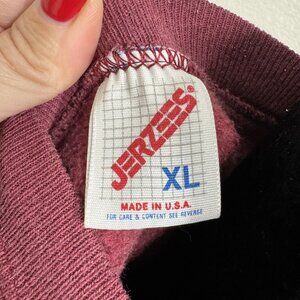 JERZEES
XL
MADE IN U.S.A.
FOR CARE & CONTENT SEE REVERSE